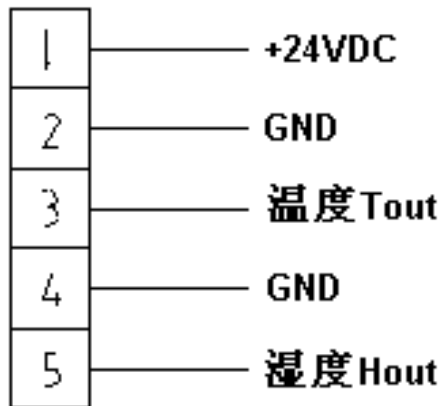 1 +24VDC
2 GND
3 温度Tout
4 GND
5 湿度Hout